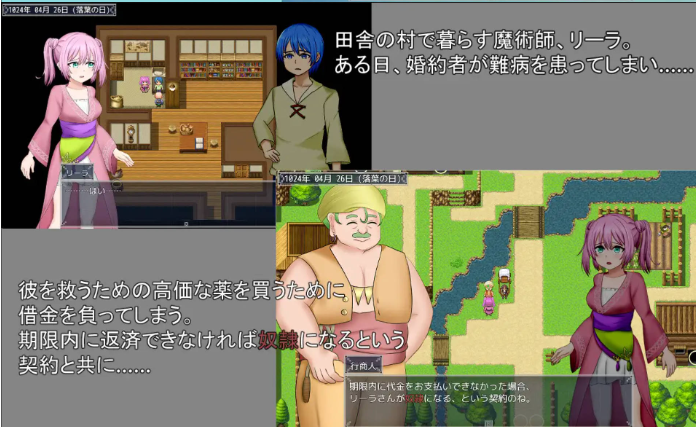 1024年 04月 26日 (落葉の日)
田舎の村で暮らす魔術師、リーラ。
ある日、婚約者が難病を患ってしまい……
リーラ
……はい……
1024年 04月 26日 (落葉の日)
彼を救うための高価な薬を買うために
借金を負ってしまう。
期限内に返済できなければ奴隷になるという
契約と共に……
行商人
期限内に代金をお支払いできなかった場合、
リーラさんが奴隷になる、という契約のね。